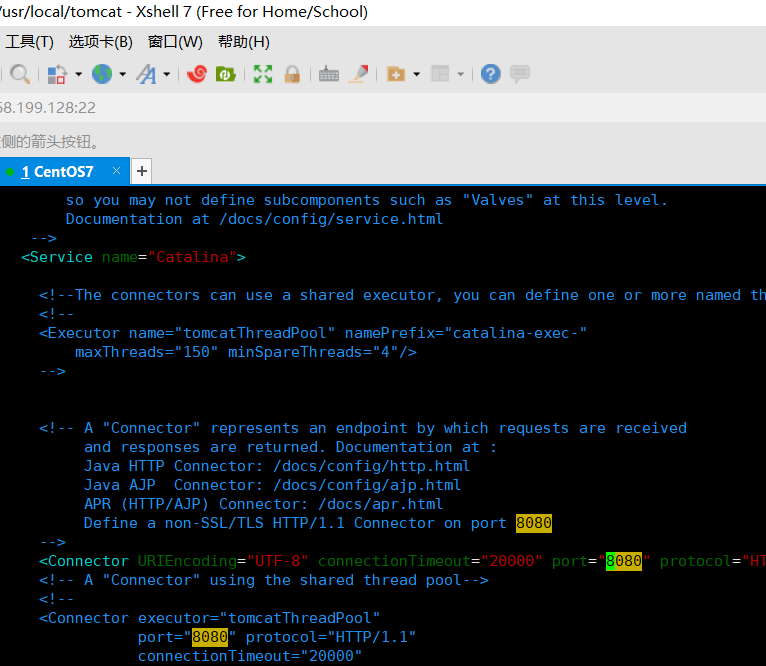 /usr/local/tomcat - Xshell 7 (Free for Home/School)
工具(T) 选项卡(B) 窗口(W) 帮助(H)
68.199.128:22
侧的箭头按钮。
1 CentOS7 × +
so you may not define subcomponents such as "Valves" at this level.
Documentation at /docs/config/service.html
-->
<Service name="Catalina">
<!--The connectors can use a shared executor, you can define one or more named th
<!--
<Executor name="tomcatThreadPool" namePrefix="catalina-exec-"
maxThreads="150" minSpareThreads="4"/>
-->
<!-- A "Connector" represents an endpoint by which requests are received
and responses are returned. Documentation at :
Java HTTP Connector: /docs/config/http.html
Java AJP  Connector: /docs/config/ajp.html
APR (HTTP/AJP) Connector: /docs/apr.html
Define a non-SSL/TLS HTTP/1.1 Connector on port 8080
-->
<Connector URIEncoding="UTF-8" connectionTimeout="20000" port="8080" protocol="HT
<!-- A "Connector" using the shared thread pool-->
<!--
<Connector executor="tomcatThreadPool"
port="8080" protocol="HTTP/1.1"
connectionTimeout="20000"